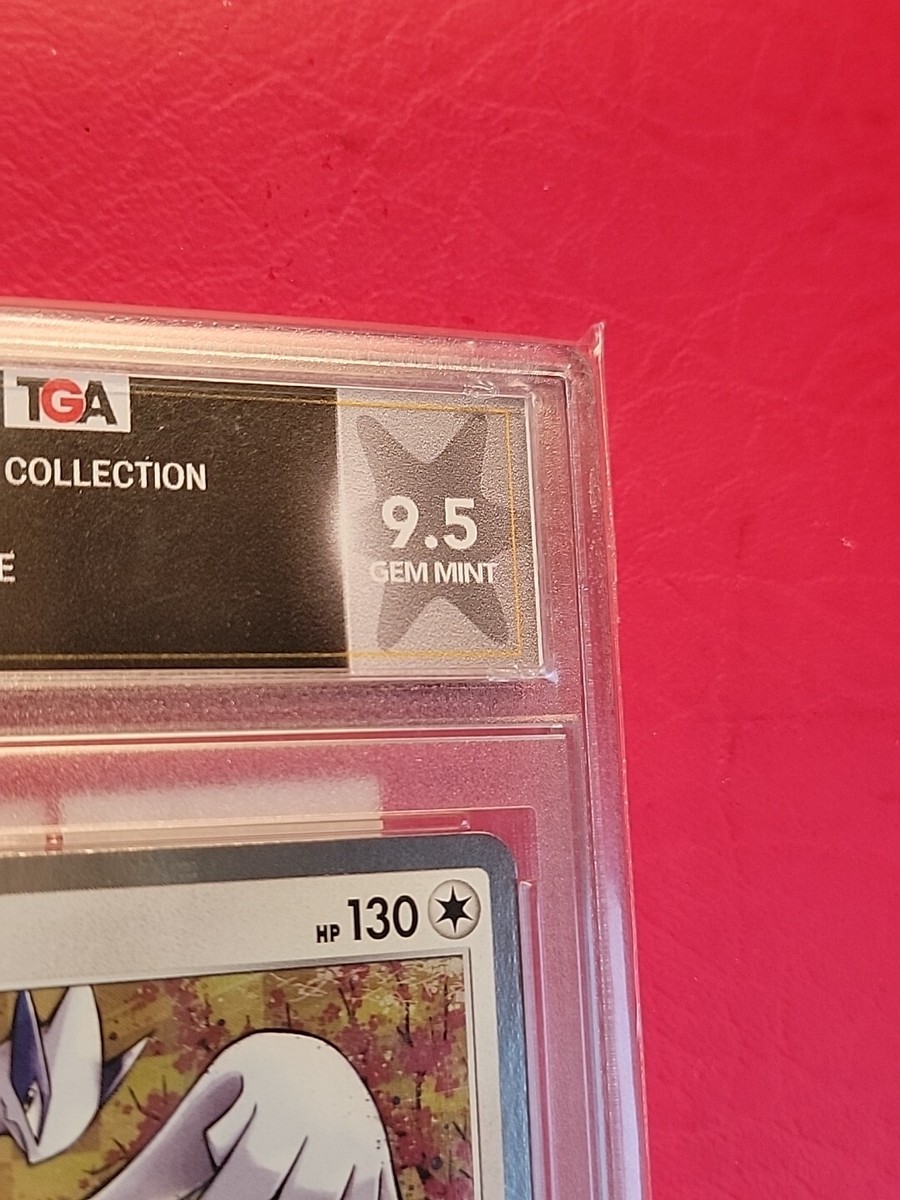 TGA
COLLECTION
E
9.5
GEM MINT
HP 130